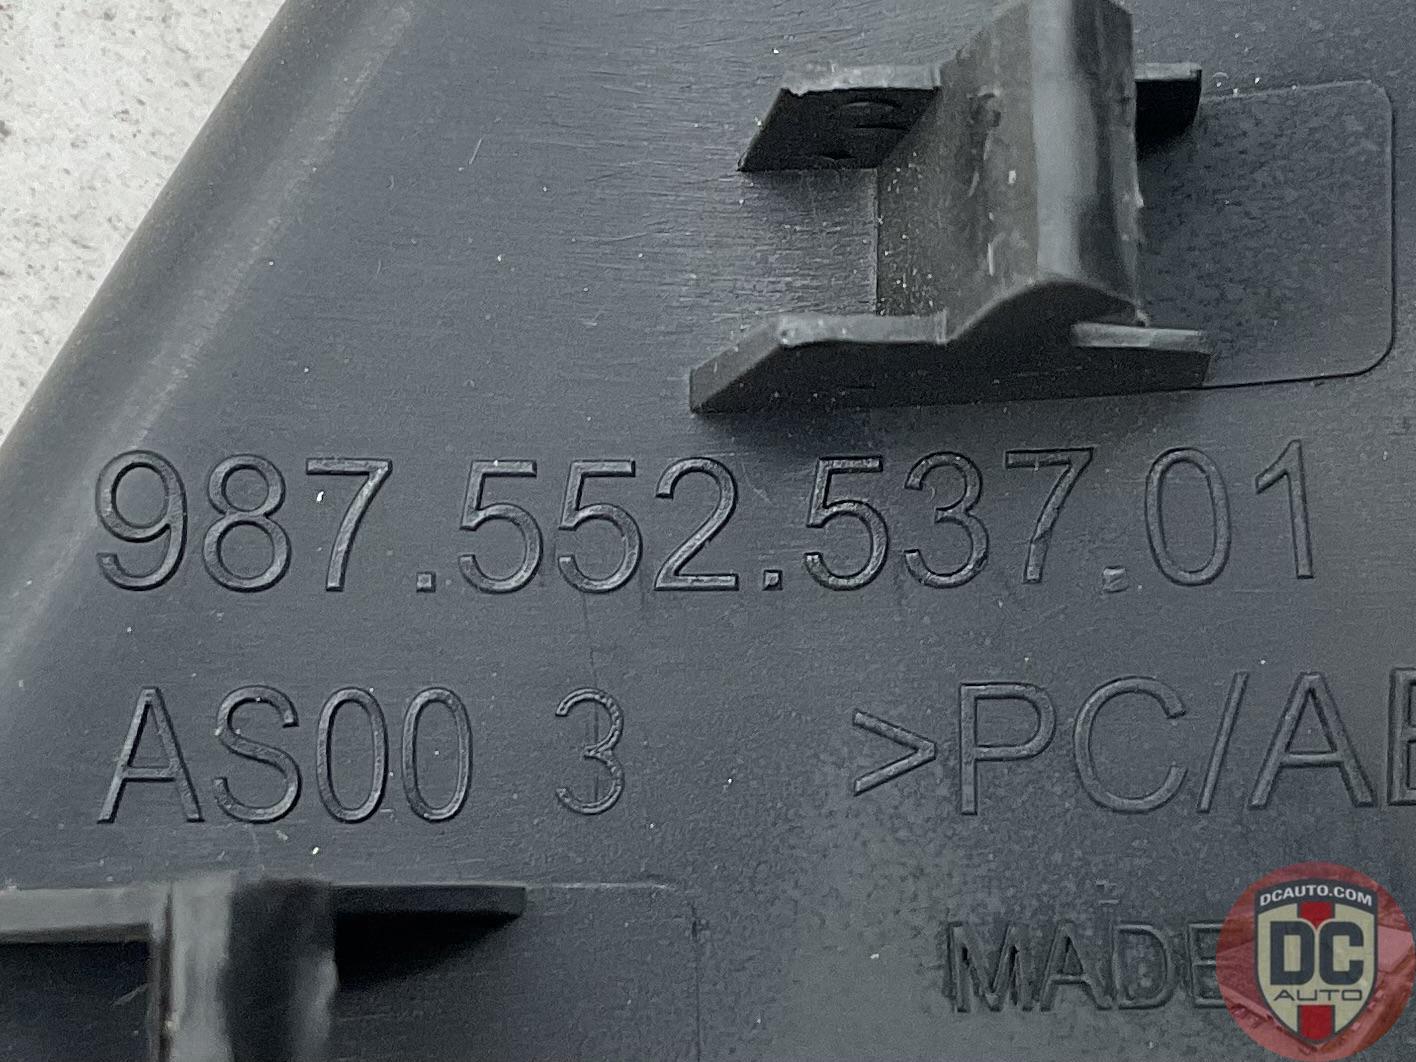 987.552.537.01
AS00 3 >PC/AB
MADE
DCAUTO.COM
DC
AUTO